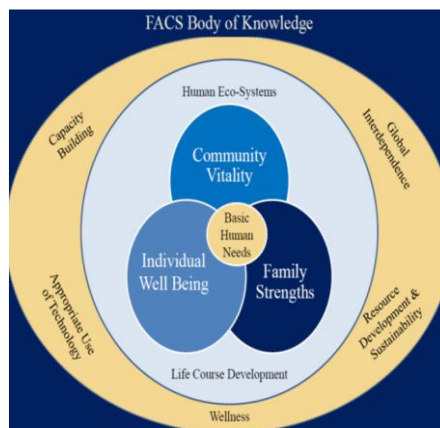 FACS Body of Knowledge
Human Eco-Systems
Capacity
Building
Global
Interdependence
Community
Vitality
Basic
Human
Needs
Individual
Well Being
Family
Strengths
Appropriate Use
of Technology
Resource
Development &
Sustainability
Life Course Development
Wellness